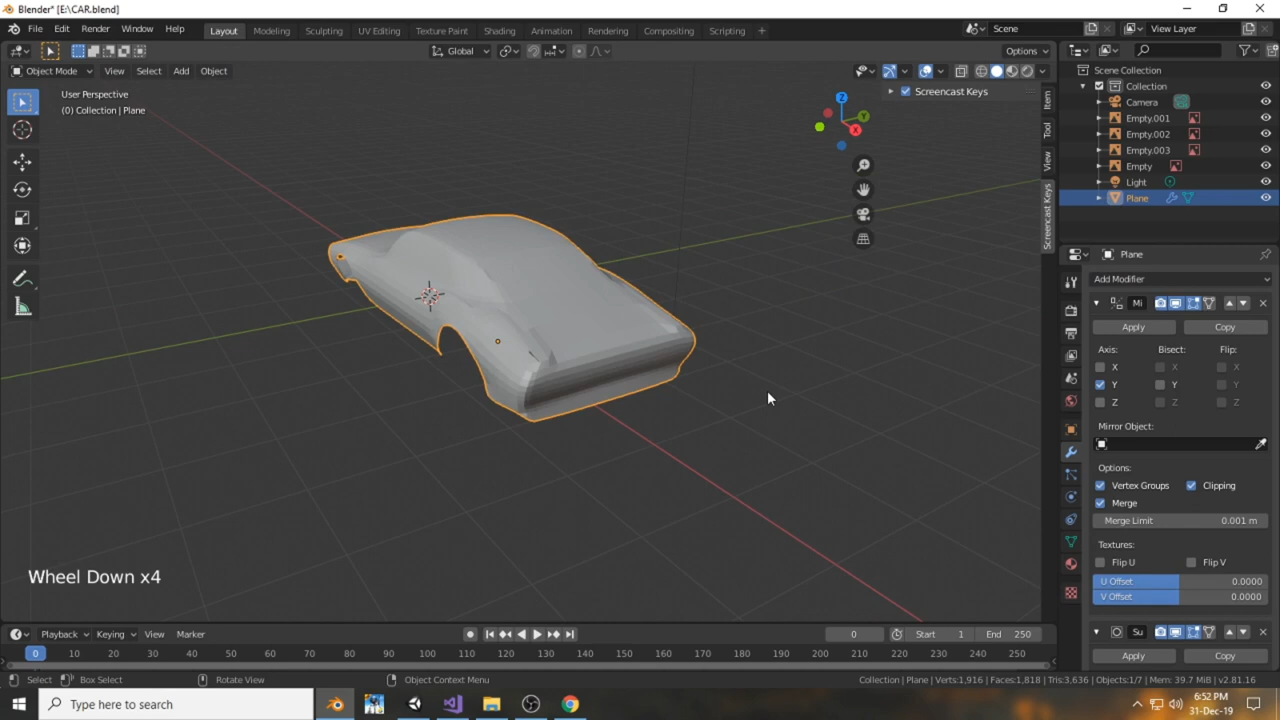 Blender* [E:\CAR.blend]
File Edit Render Window Help Layout Modeling Sculpting UV Editing Texture Paint Shading Animation Rendering Compositing Scripting + Scene View Layer
Global Options
Object Mode View Select Add Object
User Perspective
(0) Collection | Plane
Screencast Keys
Z
Y
X
Item
Tool
View
Screencast Keys
Scene Collection
Collection
Camera
Empty.001
Empty.002
Empty.003
Empty
Light
Plane
Plane
Add Modifier
Mi
Apply Copy
Axis: Bisect: Flip:
X X X
Y Y Y
Z Z Z
Mirror Object:
Options:
Vertex Groups Clipping
Merge
Merge Limit 0.001 m
Textures:
Flip U Flip V
U Offset 0.0000
V Offset 0.0000
Su
Apply Copy
Wheel Down x4
Playback Keying View Marker 0 Start 1 End 250
0 10 20 30 40 50 60 70 80 90 100 110 120 130 140 150 160 170 180 190 200 210 220 230 240 250
Select Box Select Rotate View Object Context Menu Collection | Plane | Verts:1,916 | Faces:1,818 | Tris:3,636 | Objects:1/7 | Mem: 39.7 MiB | v2.81.16
Type here to search
6:52 PM
31-Dec-19